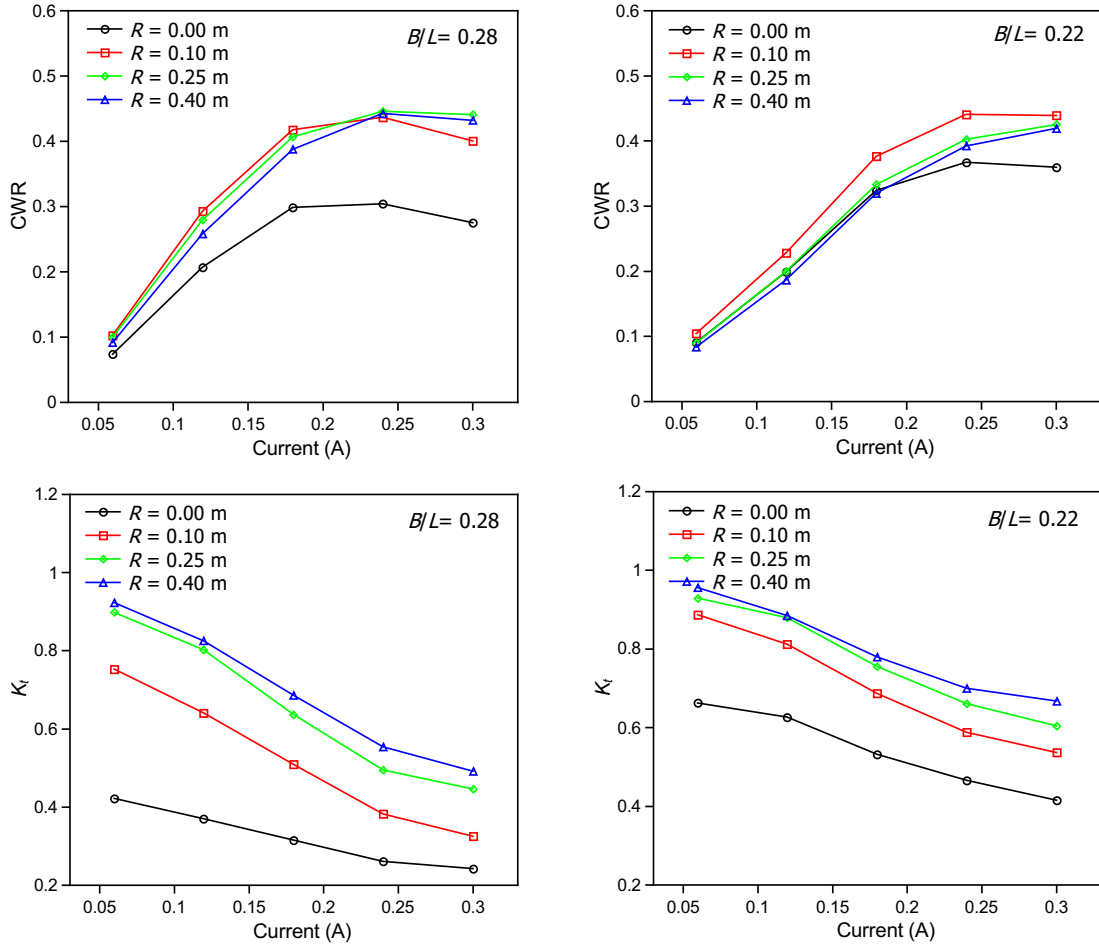 0.6
0.5
0.4
0.3
0.2
0.1
0
CWR
R = 0.00 m
R = 0.10 m
R = 0.25 m
R = 0.40 m
B/L= 0.28
0.05 0.1 0.15 0.2 0.25 0.3
Current (A)
0.6
0.5
0.4
0.3
0.2
0.1
0
CWR
R = 0.00 m
R = 0.10 m
R = 0.25 m
R = 0.40 m
B/L= 0.22
0.05 0.1 0.15 0.2 0.25 0.3
Current (A)
1.2
1
0.8
0.6
0.4
0.2
Kt
R = 0.00 m
R = 0.10 m
R = 0.25 m
R = 0.40 m
B/L= 0.28
0.05 0.1 0.15 0.2 0.25 0.3
Current (A)
1.2
1
0.8
0.6
0.4
0.2
Kt
R = 0.00 m
R = 0.10 m
R = 0.25 m
R = 0.40 m
B/L= 0.22
0.05 0.1 0.15 0.2 0.25 0.3
Current (A)